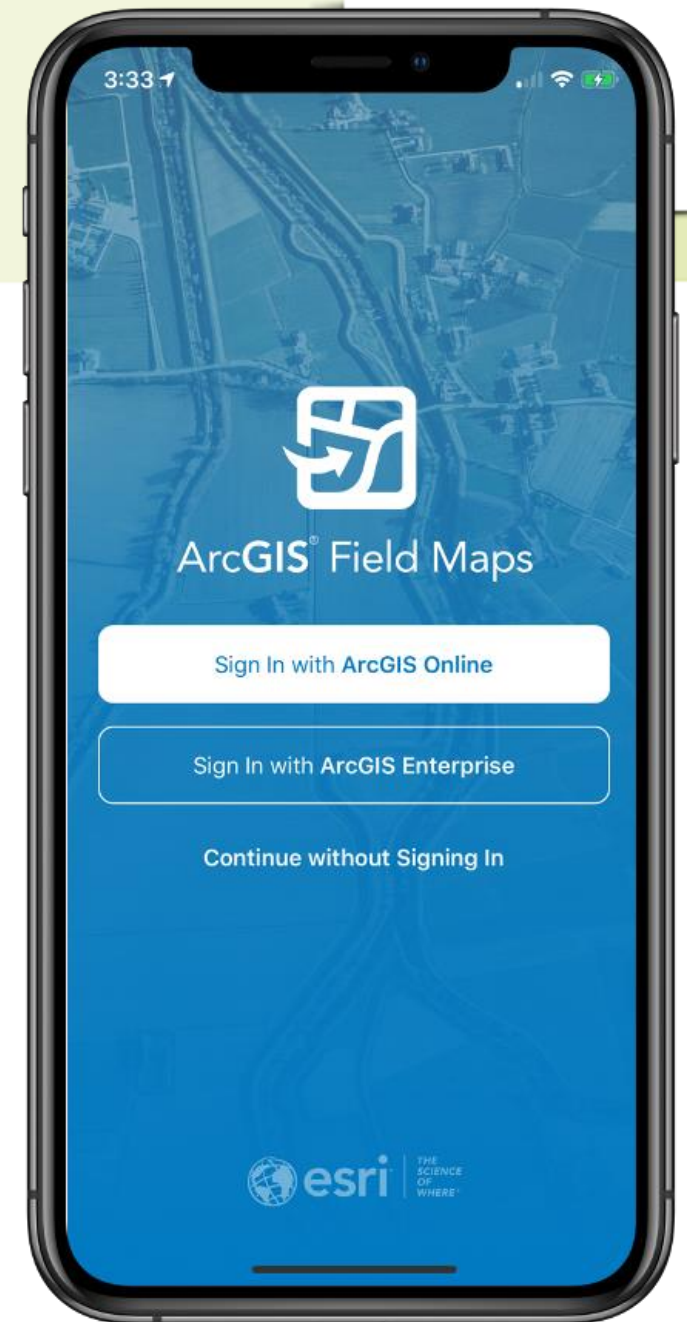 3:33
ArcGIS® Field Maps
Sign In with ArcGIS Online
Sign In with ArcGIS Enterprise
Continue without Signing In
esri
THE
SCIENCE
OF
WHERE